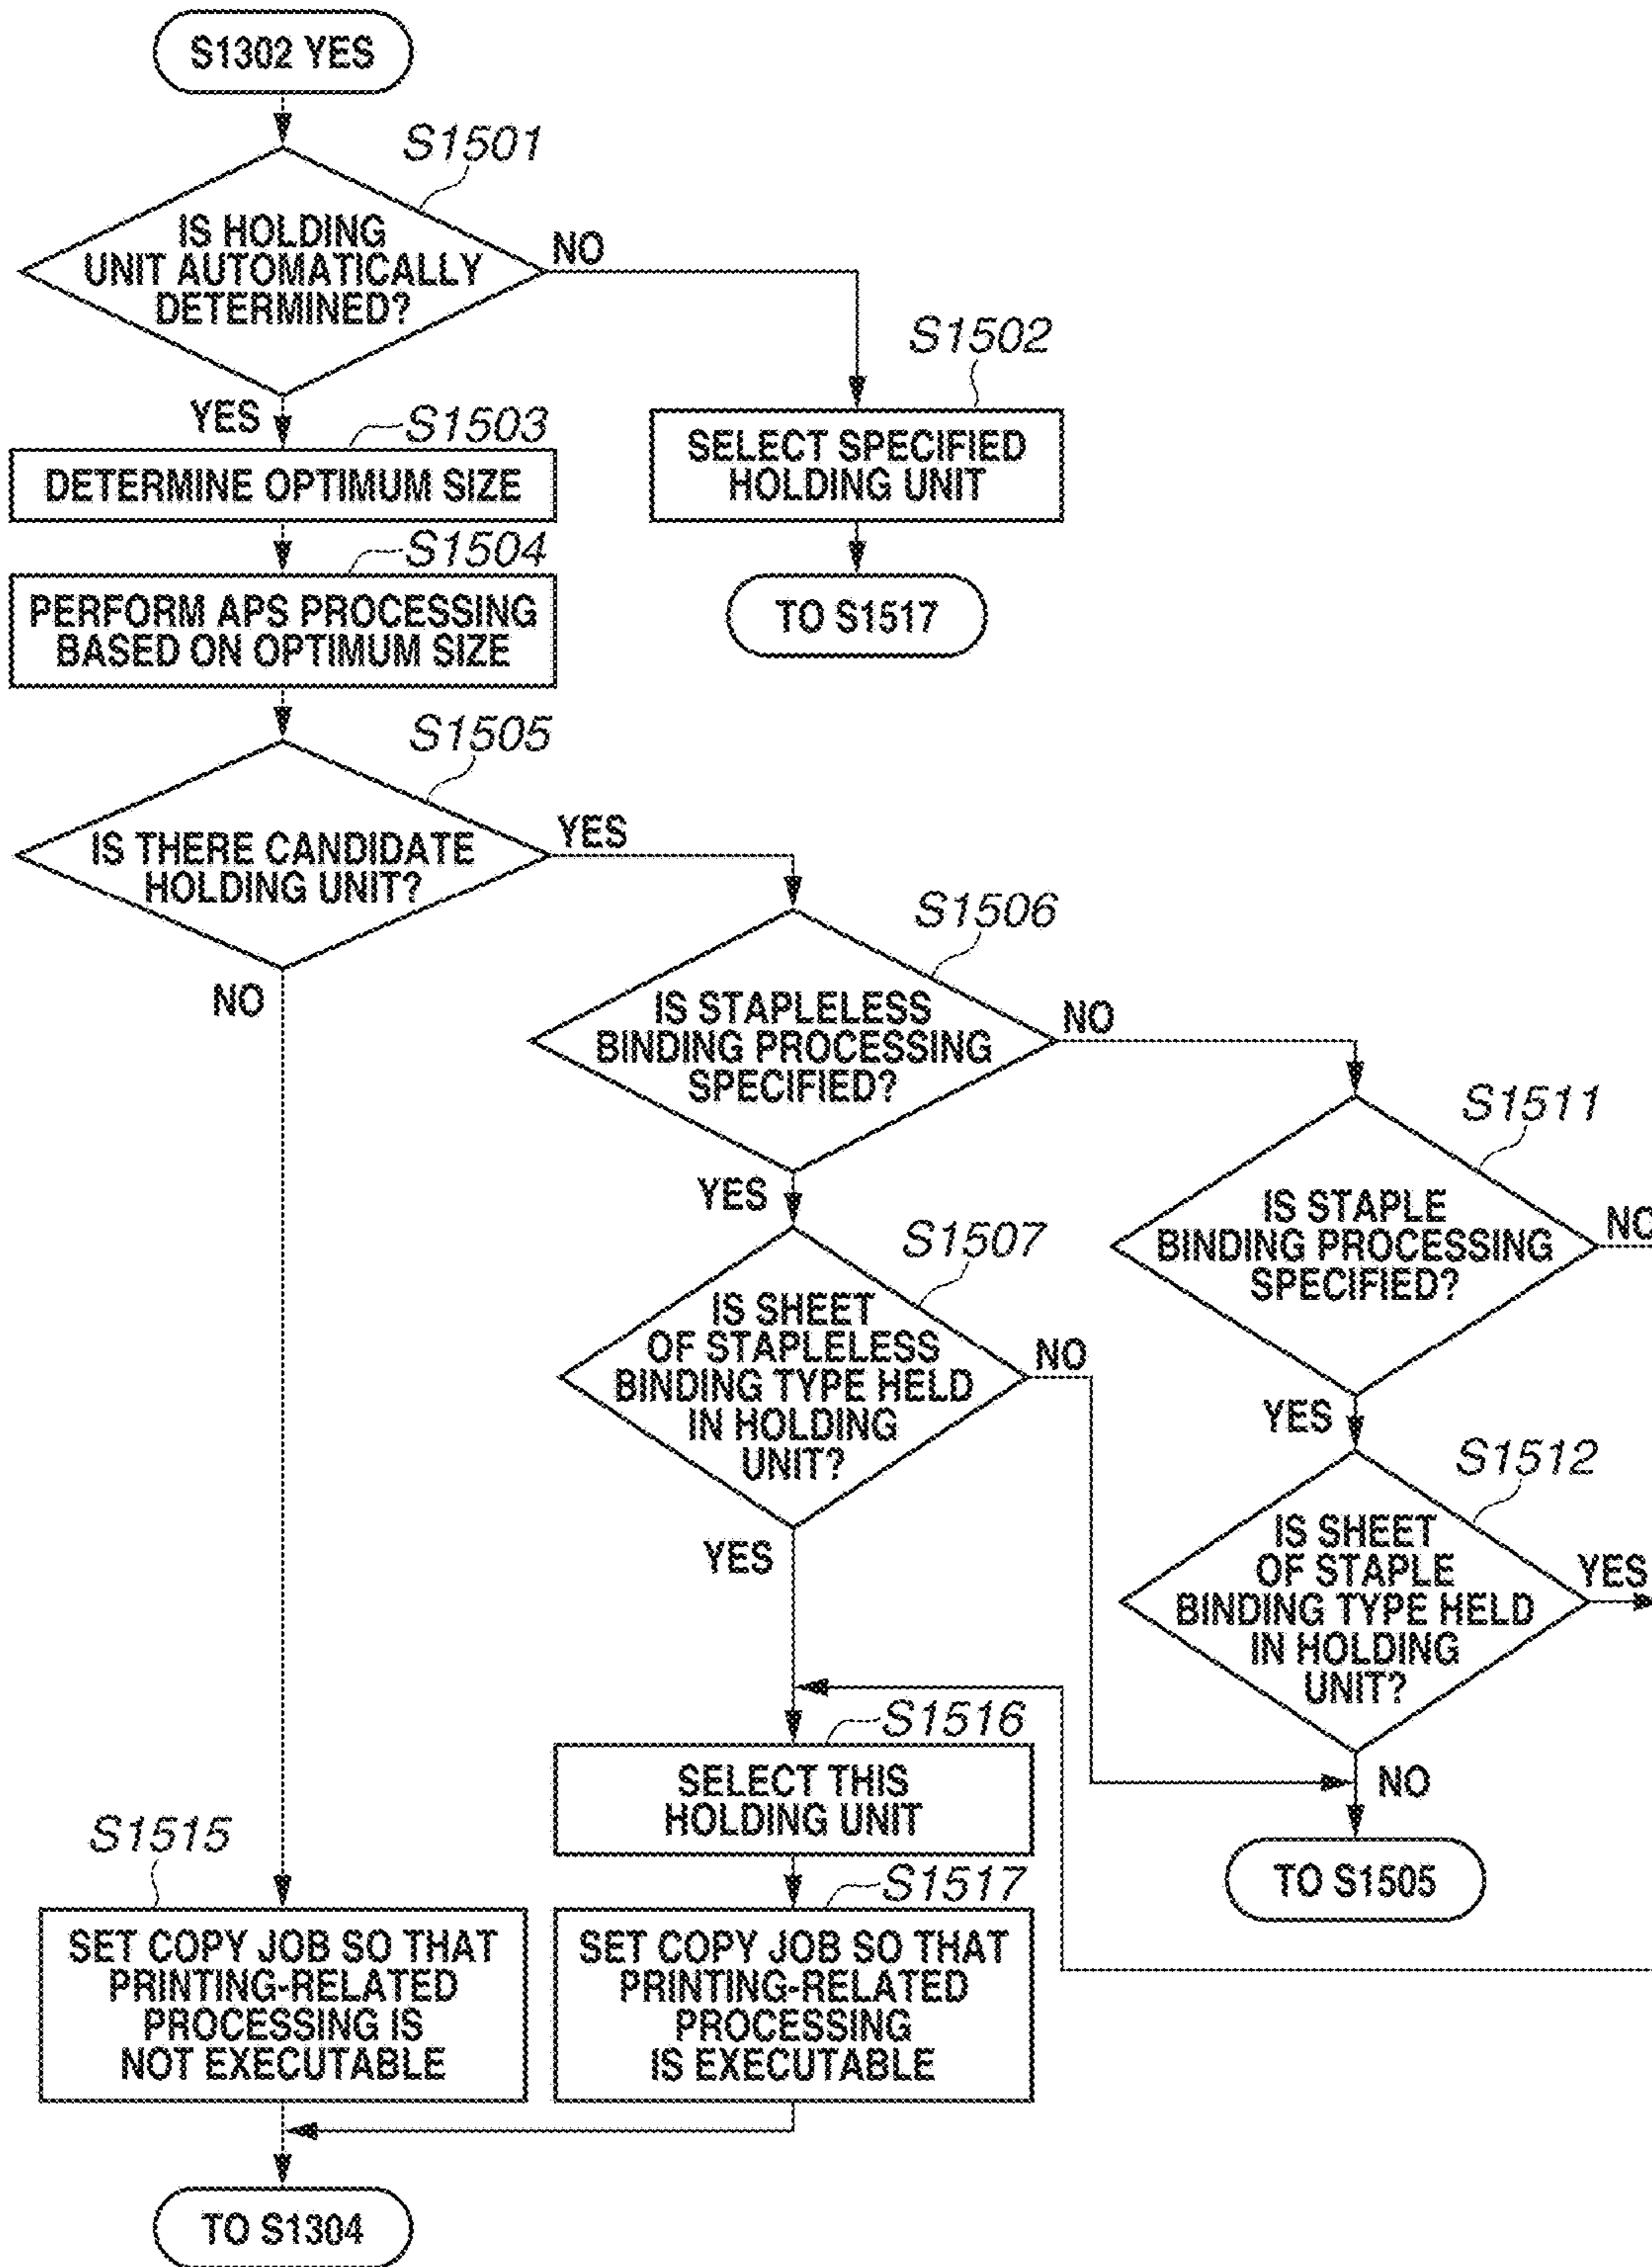 S1302 YES
S1501
IS HOLDING
UNIT AUTOMATICALLY
DETERMINED?
NO
S1502
YES
S1503
SELECT SPECIFIED
HOLDING UNIT
DETERMINE OPTIMUM SIZE
S1504
TO S1517
PERFORM APS PROCESSING
BASED ON OPTIMUM SIZE
S1505
IS THERE CANDIDATE
HOLDING UNIT?
YES
NO
S1506
IS STAPLELESS
BINDING PROCESSING
SPECIFIED?
NO
YES
S1511
IS STAPLE
BINDING PROCESSING
SPECIFIED?
NO
YES
S1507
IS SHEET
OF STAPLELESS
BINDING TYPE HELD
IN HOLDING
UNIT?
NO
YES
S1512
IS SHEET
OF STAPLE
BINDING TYPE HELD
IN HOLDING
UNIT?
YES
NO
TO S1505
S1516
SELECT THIS
HOLDING UNIT
S1515
SET COPY JOB SO THAT
PRINTING-RELATED
PROCESSING IS
NOT EXECUTABLE
S1517
SET COPY JOB SO THAT
PRINTING-RELATED
PROCESSING
IS EXECUTABLE
TO S1304